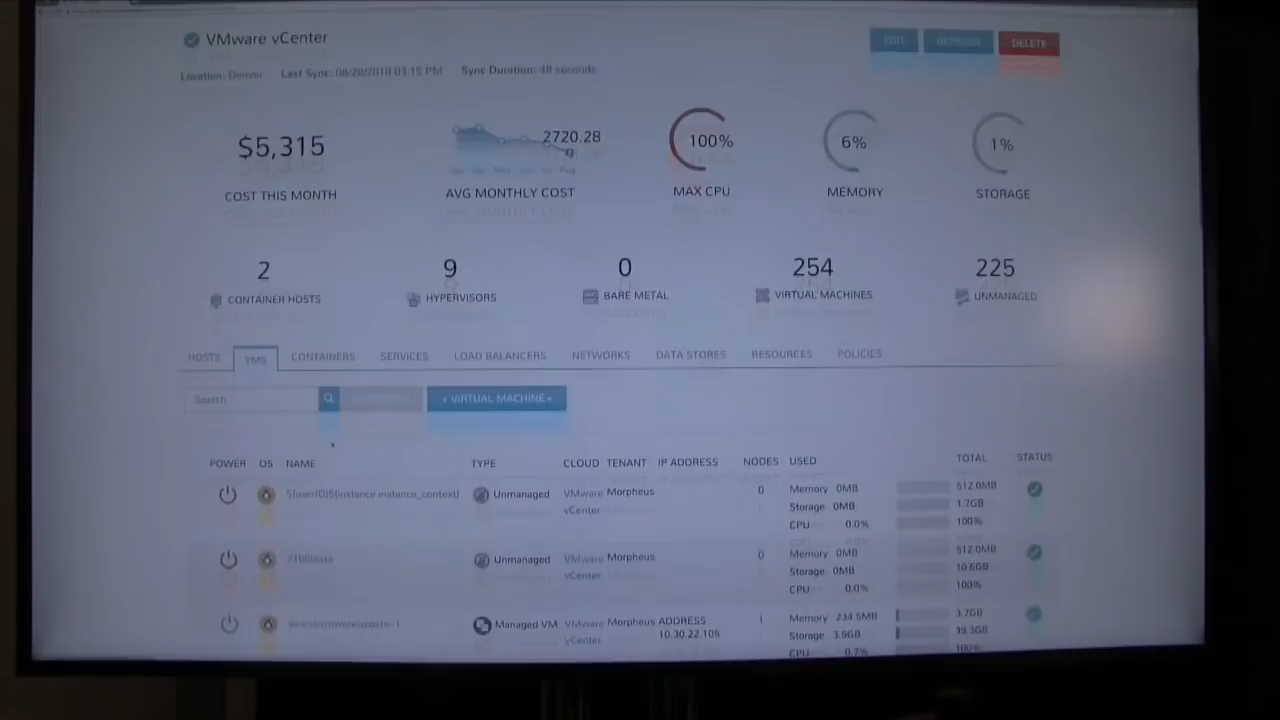 VMware vCenter
EDIT REFRESH DELETE
Location: Denver Last Sync: 08/28/2018 03:15 PM Sync Duration: 48 seconds
$5,315
COST THIS MONTH
2720.28
AVG MONTHLY COST
100%
MAX CPU
6%
MEMORY
1%
STORAGE
2
CONTAINER HOSTS
9
HYPERVISORS
0
BARE METAL
254
VIRTUAL MACHINES
225
UNMANAGED
HOSTS VMS CONTAINERS SERVICES LOAD BALANCERS NETWORKS DATA STORES RESOURCES POLICIES
Search
+ VIRTUAL MACHINE
POWER OS NAME TYPE CLOUD TENANT IP ADDRESS NODES USED TOTAL STATUS
Unmanaged VMware vCenter Morpheus 0 Memory 0MB 512.0MB
Storage 0MB 1.7GB
CPU 0.0% 100%
Unmanaged VMware vCenter Morpheus 0 Memory 0MB 512.0MB
Storage 0MB 10.6GB
CPU 0.0% 100%
Managed VM VMware vCenter Morpheus ADDRESS 10.30.22.105 1 Memory 234.5MB
Storage 3.5GB
CPU 0.7% 100%